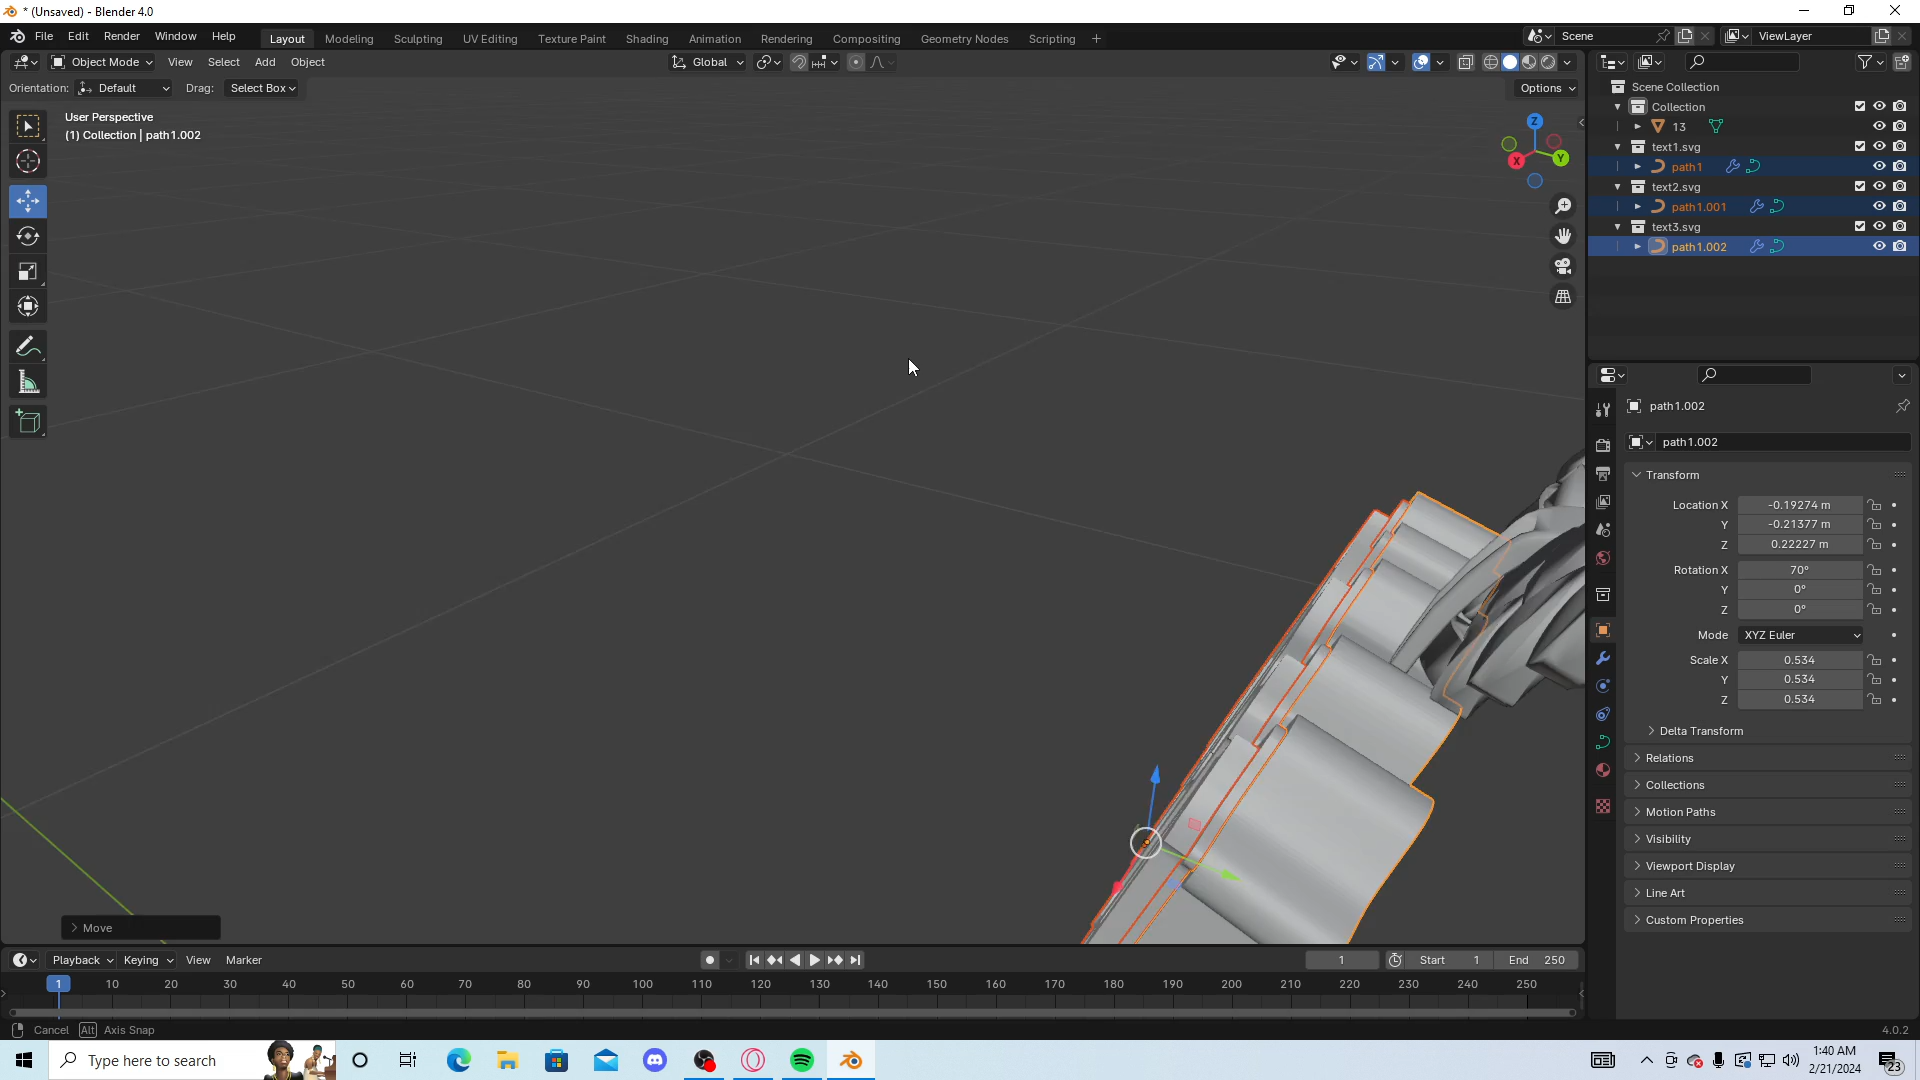 * (Unsaved) - Blender 4.0
File Edit Render Window Help
Layout Modeling Sculpting UV Editing Texture Paint Shading Animation Rendering Compositing Geometry Nodes Scripting +
Scene
ViewLayer
Object Mode View Select Add Object
Global
Orientation: Default Drag: Select Box
Options
User Perspective
(1) Collection | path1.002
Z
Y
X
Scene Collection
Collection
13
text1.svg
path1
text2.svg
path1.001
text3.svg
path1.002
path1.002
path1.002
Transform
Location X -0.19274 m
Y -0.21377 m
Z 0.22227 m
Rotation X 70°
Y 0°
Z 0°
Mode XYZ Euler
Scale X 0.534
Y 0.534
Z 0.534
Delta Transform
Relations
Collections
Motion Paths
Visibility
Viewport Display
Line Art
Custom Properties
Move
Playback Keying View Marker
1 Start 1 End 250
1 10 20 30 40 50 60 70 80 90 100 110 120 130 140 150 160 170 180 190 200 210 220 230 240 250
Cancel Alt Axis Snap
4.0.2
Type here to search
1:40 AM
2/21/2024
23